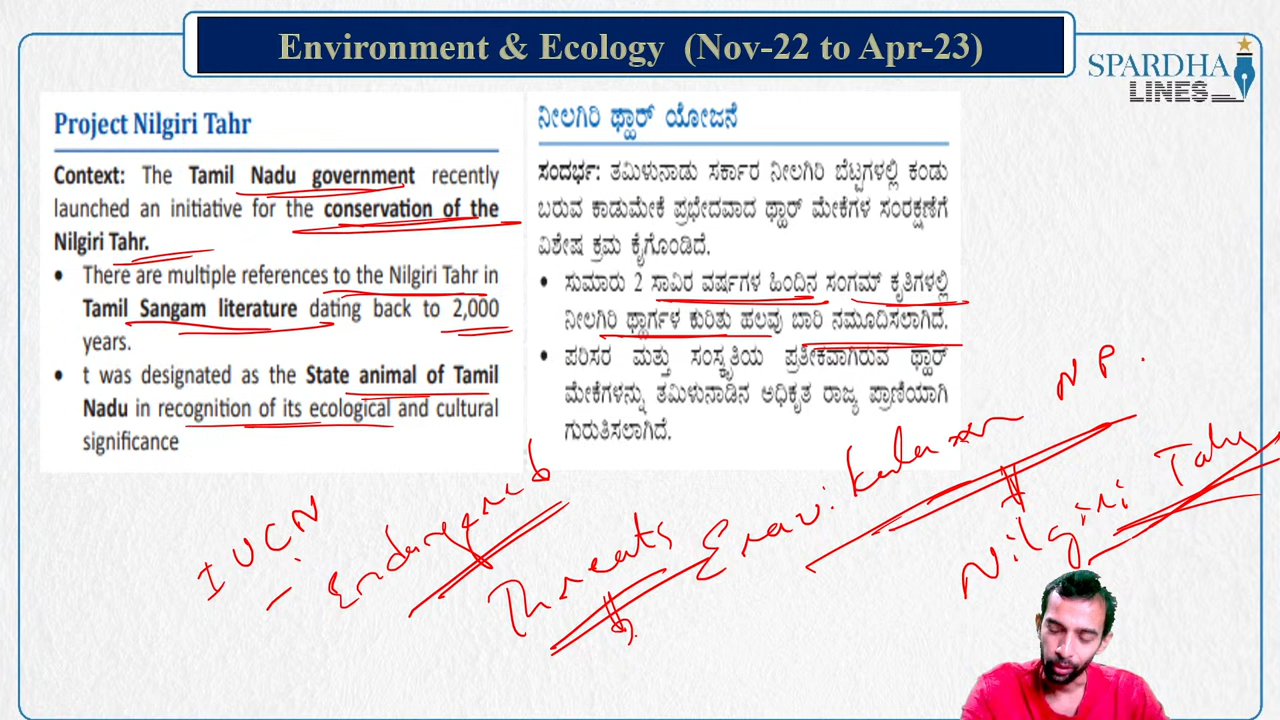 Environment & Ecology (Nov-22 to Apr-23)
SPARDHA
LINES
Project Nilgiri Tahr
Context: The Tamil Nadu government recently
launched an initiative for the conservation of the
Nilgiri Tahr.
• There are multiple references to the Nilgiri Tahr in
Tamil Sangam literature dating back to 2,000
years.
• t was designated as the State animal of Tamil
Nadu in recognition of its ecological and cultural
significance
ನೀಲಗಿರಿ ಥ್ಹಾರ್ ಯೋಜನೆ
ಸಂದರ್ಭ: ತಮಿಳುನಾಡು ಸರ್ಕಾರ ನೀಲಗಿರಿ ಬೆಟ್ಟಗಳಲ್ಲಿ ಕಂಡು
ಬರುವ ಕಾಡುಮೇಕೆ ಪ್ರಭೇದವಾದ ಥ್ಹಾರ್ ಮೇಕೆಗಳ ಸಂರಕ್ಷಣೆಗೆ
ವಿಶೇಷ ಕ್ರಮ ಕೈಗೊಂಡಿದೆ.
• ಸುಮಾರು 2 ಸಾವಿರ ವರ್ಷಗಳ ಹಿಂದಿನ ಸಂಗಮ್ ಕೃತಿಗಳಲ್ಲಿ
ನೀಲಗಿರಿ ಥ್ಹಾರ್ಗಳ ಕುರಿತು ಹಲವು ಬಾರಿ ನಮೂದಿಸಲಾಗಿದೆ.
• ಪರಿಸರ ಮತ್ತು ಸಂಸ್ಕೃತಿಯ ಪ್ರತೀಕವಾಗಿರುವ ಥ್ಹಾರ್
ಮೇಕೆಗಳನ್ನು ತಮಿಳುನಾಡಿನ ಅಧಿಕೃತ ರಾಜ್ಯ ಪ್ರಾಣಿಯಾಗಿ
ಗುರುತಿಸಲಾಗಿದೆ.
IUCN
- Endangered
Threats
N P.
Nilgiri Tahr